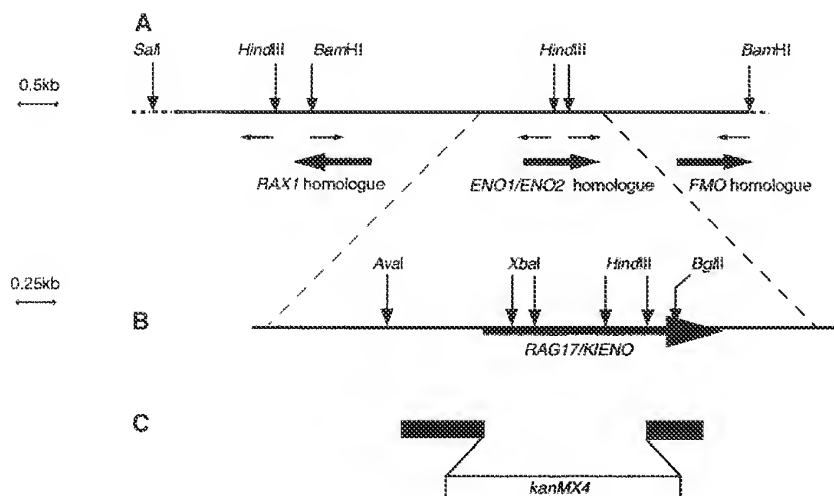 A
SalI HindIII BamHI HindIII BamHI
0.5kb
RAX1 homologue ENO1/ENO2 homologue FMO homologue
0.25kb
AvaI XbaI HindIII BglII
B
RAG17/KlENO
C
kanMX4